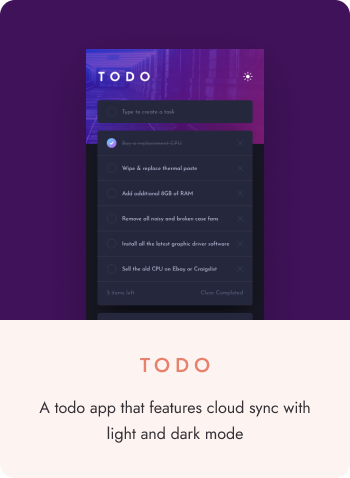 TODO
Type to create a task
Buy a replacement CPU
Wipe & replace thermal paste
Add additional 8GB of RAM
Remove all noisy and broken case fans
Install all the latest graphic driver software
Sell the old CPU on Ebay or Craigslist
5 items left Clear Completed
TODO
A todo app that features cloud sync with
light and dark mode